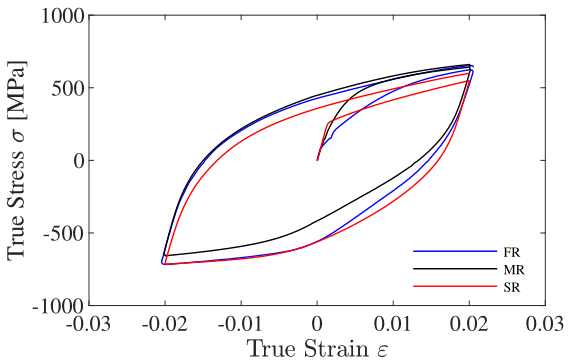 1000
500
0
-500
-1000
True Stress σ [MPa]
FR
MR
SR
-0.03 -0.02 -0.01 0 0.01 0.02 0.03
True Strain ε